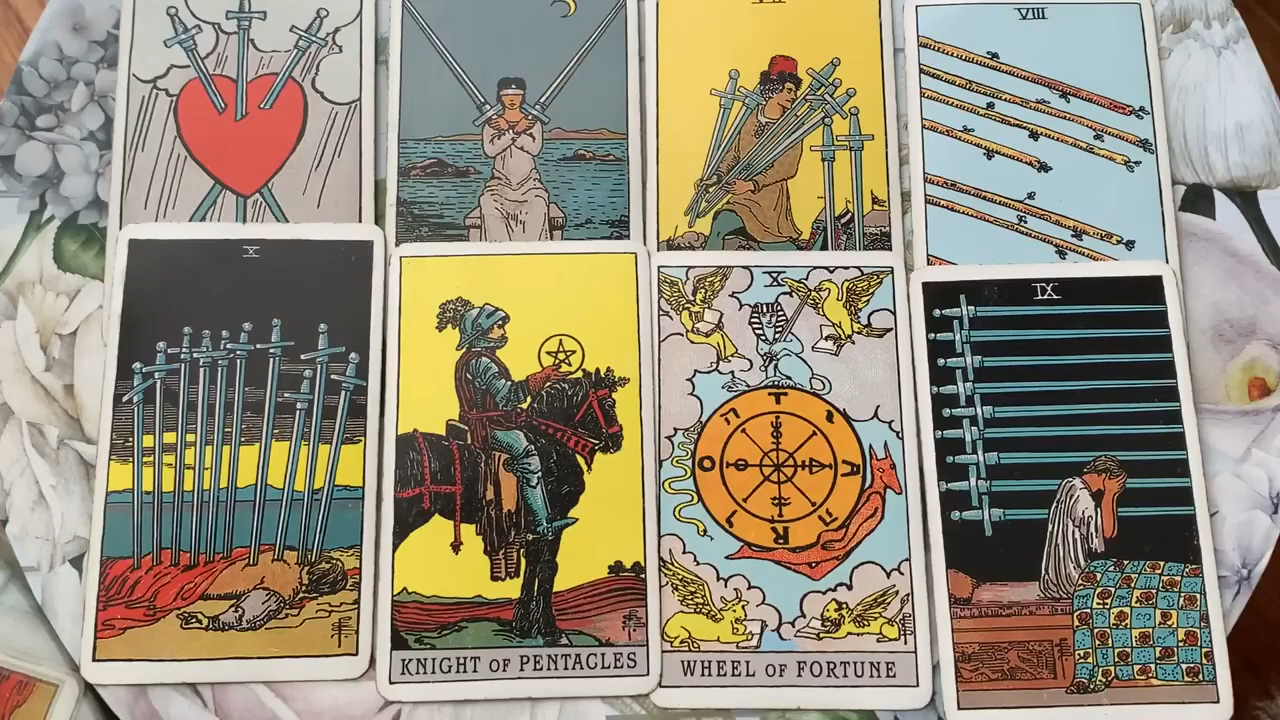 VIII
X
X
IX
ה T י
O A
ו R ה
KNIGHT OF PENTACLES
WHEEL OF FORTUNE